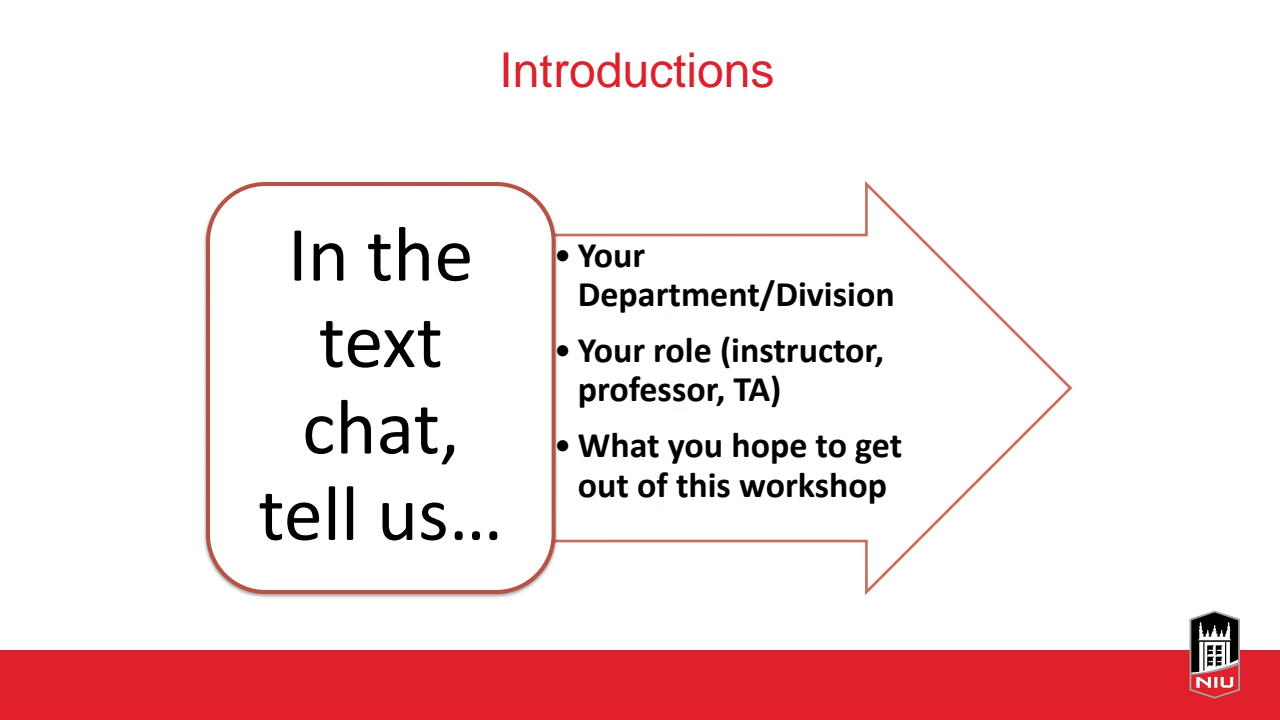 Introductions
In the
text
chat,
tell us…
• Your
Department/Division
• Your role (instructor,
professor, TA)
• What you hope to get
out of this workshop
NIU